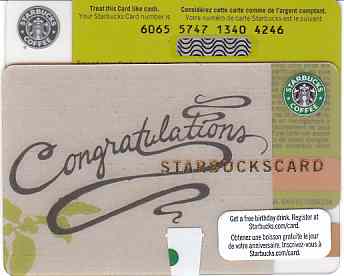 Treat this Card like cash.
Your Starbucks Card number is
Considérez cette carte comme de l'argent comptant.
Votre numéro de carte Starbucks est le suivant
6065 5747 1340 4246
STARBUCKS
COFFEE
STARBUCKS
COFFEE
Congratulations
STARBUCKSCARD
Get a free birthday drink. Register at
Starbucks.com/card.
Obtenez une boisson gratuite le jour
de votre anniversaire. Inscrivez-vous à
Starbucks.com/card.